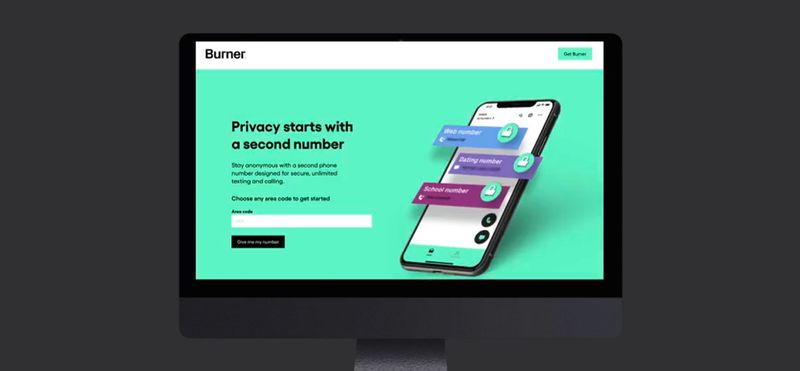 Burner
Get Burner
Privacy starts with
a second number
Stay anonymous with a second phone
number designed for secure, unlimited
texting and calling.
Choose any area code to get started
Area code
Give me my number
Web number
Dating number
School number